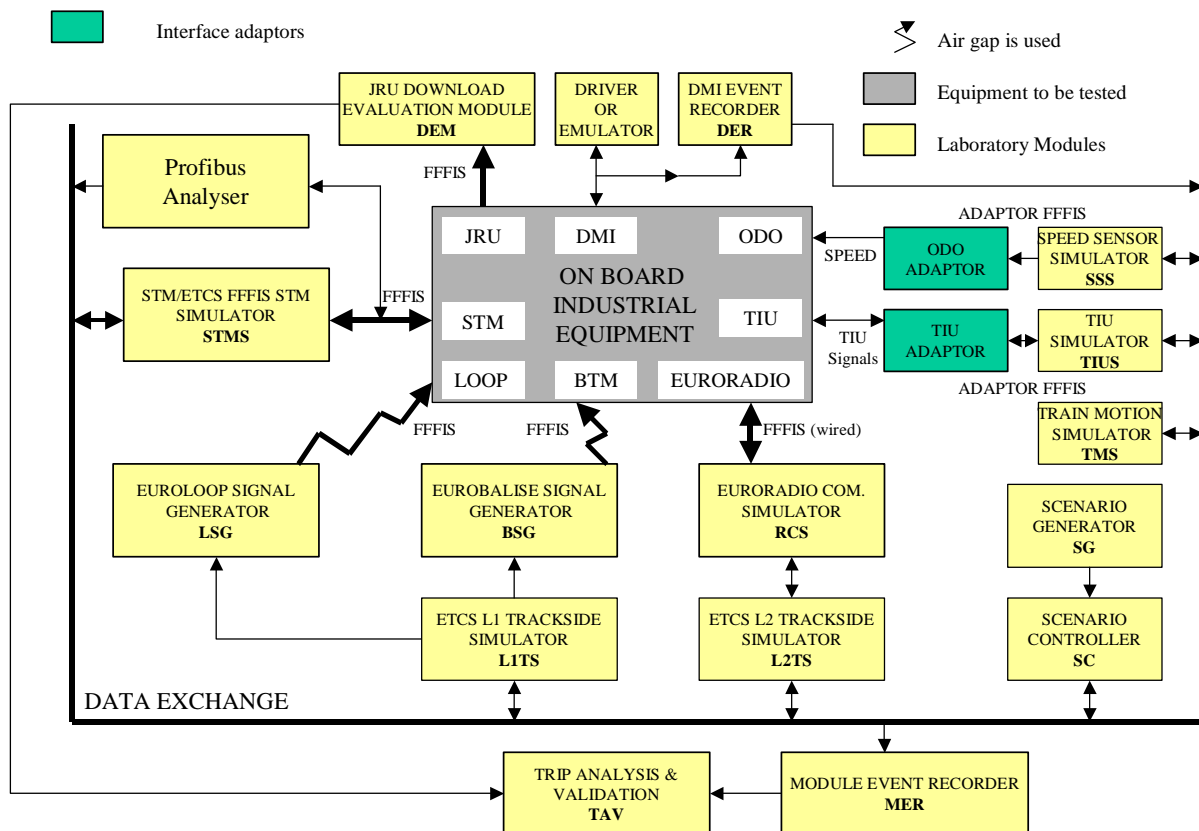 Interface adaptors
Air gap is used
Equipment to be tested
Laboratory Modules
JRU DOWNLOAD
EVALUATION MODULE
DEM
DRIVER
OR
EMULATOR
DMI EVENT
RECORDER
DER
Profibus
Analyser
FFFIS
JRU
DMI
ODO
ON BOARD
INDUSTRIAL
EQUIPMENT
STM
TIU
LOOP
BTM
EURORADIO
ADAPTOR FFFIS
SPEED
ODO
ADAPTOR
SPEED SENSOR
SIMULATOR
SSS
STM/ETCS FFFIS STM
SIMULATOR
STMS
FFFIS
TIU
Signals
TIU
ADAPTOR
TIU
SIMULATOR
TIUS
ADAPTOR FFFIS
TRAIN MOTION
SIMULATOR
TMS
FFFIS
FFFIS
FFFIS (wired)
EUROLOOP SIGNAL
GENERATOR
LSG
EUROBALISE SIGNAL
GENERATOR
BSG
EURORADIO COM.
SIMULATOR
RCS
SCENARIO
GENERATOR
SG
ETCS L1 TRACKSIDE
SIMULATOR
L1TS
ETCS L2 TRACKSIDE
SIMULATOR
L2TS
SCENARIO
CONTROLLER
SC
DATA EXCHANGE
TRIP ANALYSIS &
VALIDATION
TAV
MODULE EVENT RECORDER
MER